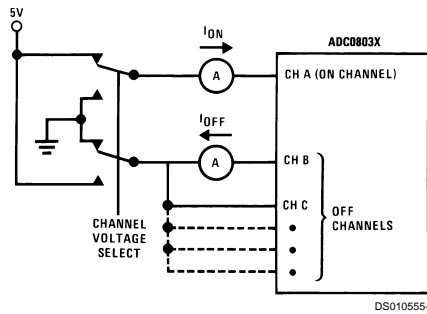 5V
ION
ADC0803X
A
CH A (ON CHANNEL)
IOFF
A
CH B
CH C
OFF
CHANNELS
CHANNEL
VOLTAGE
SELECT
DS010555-